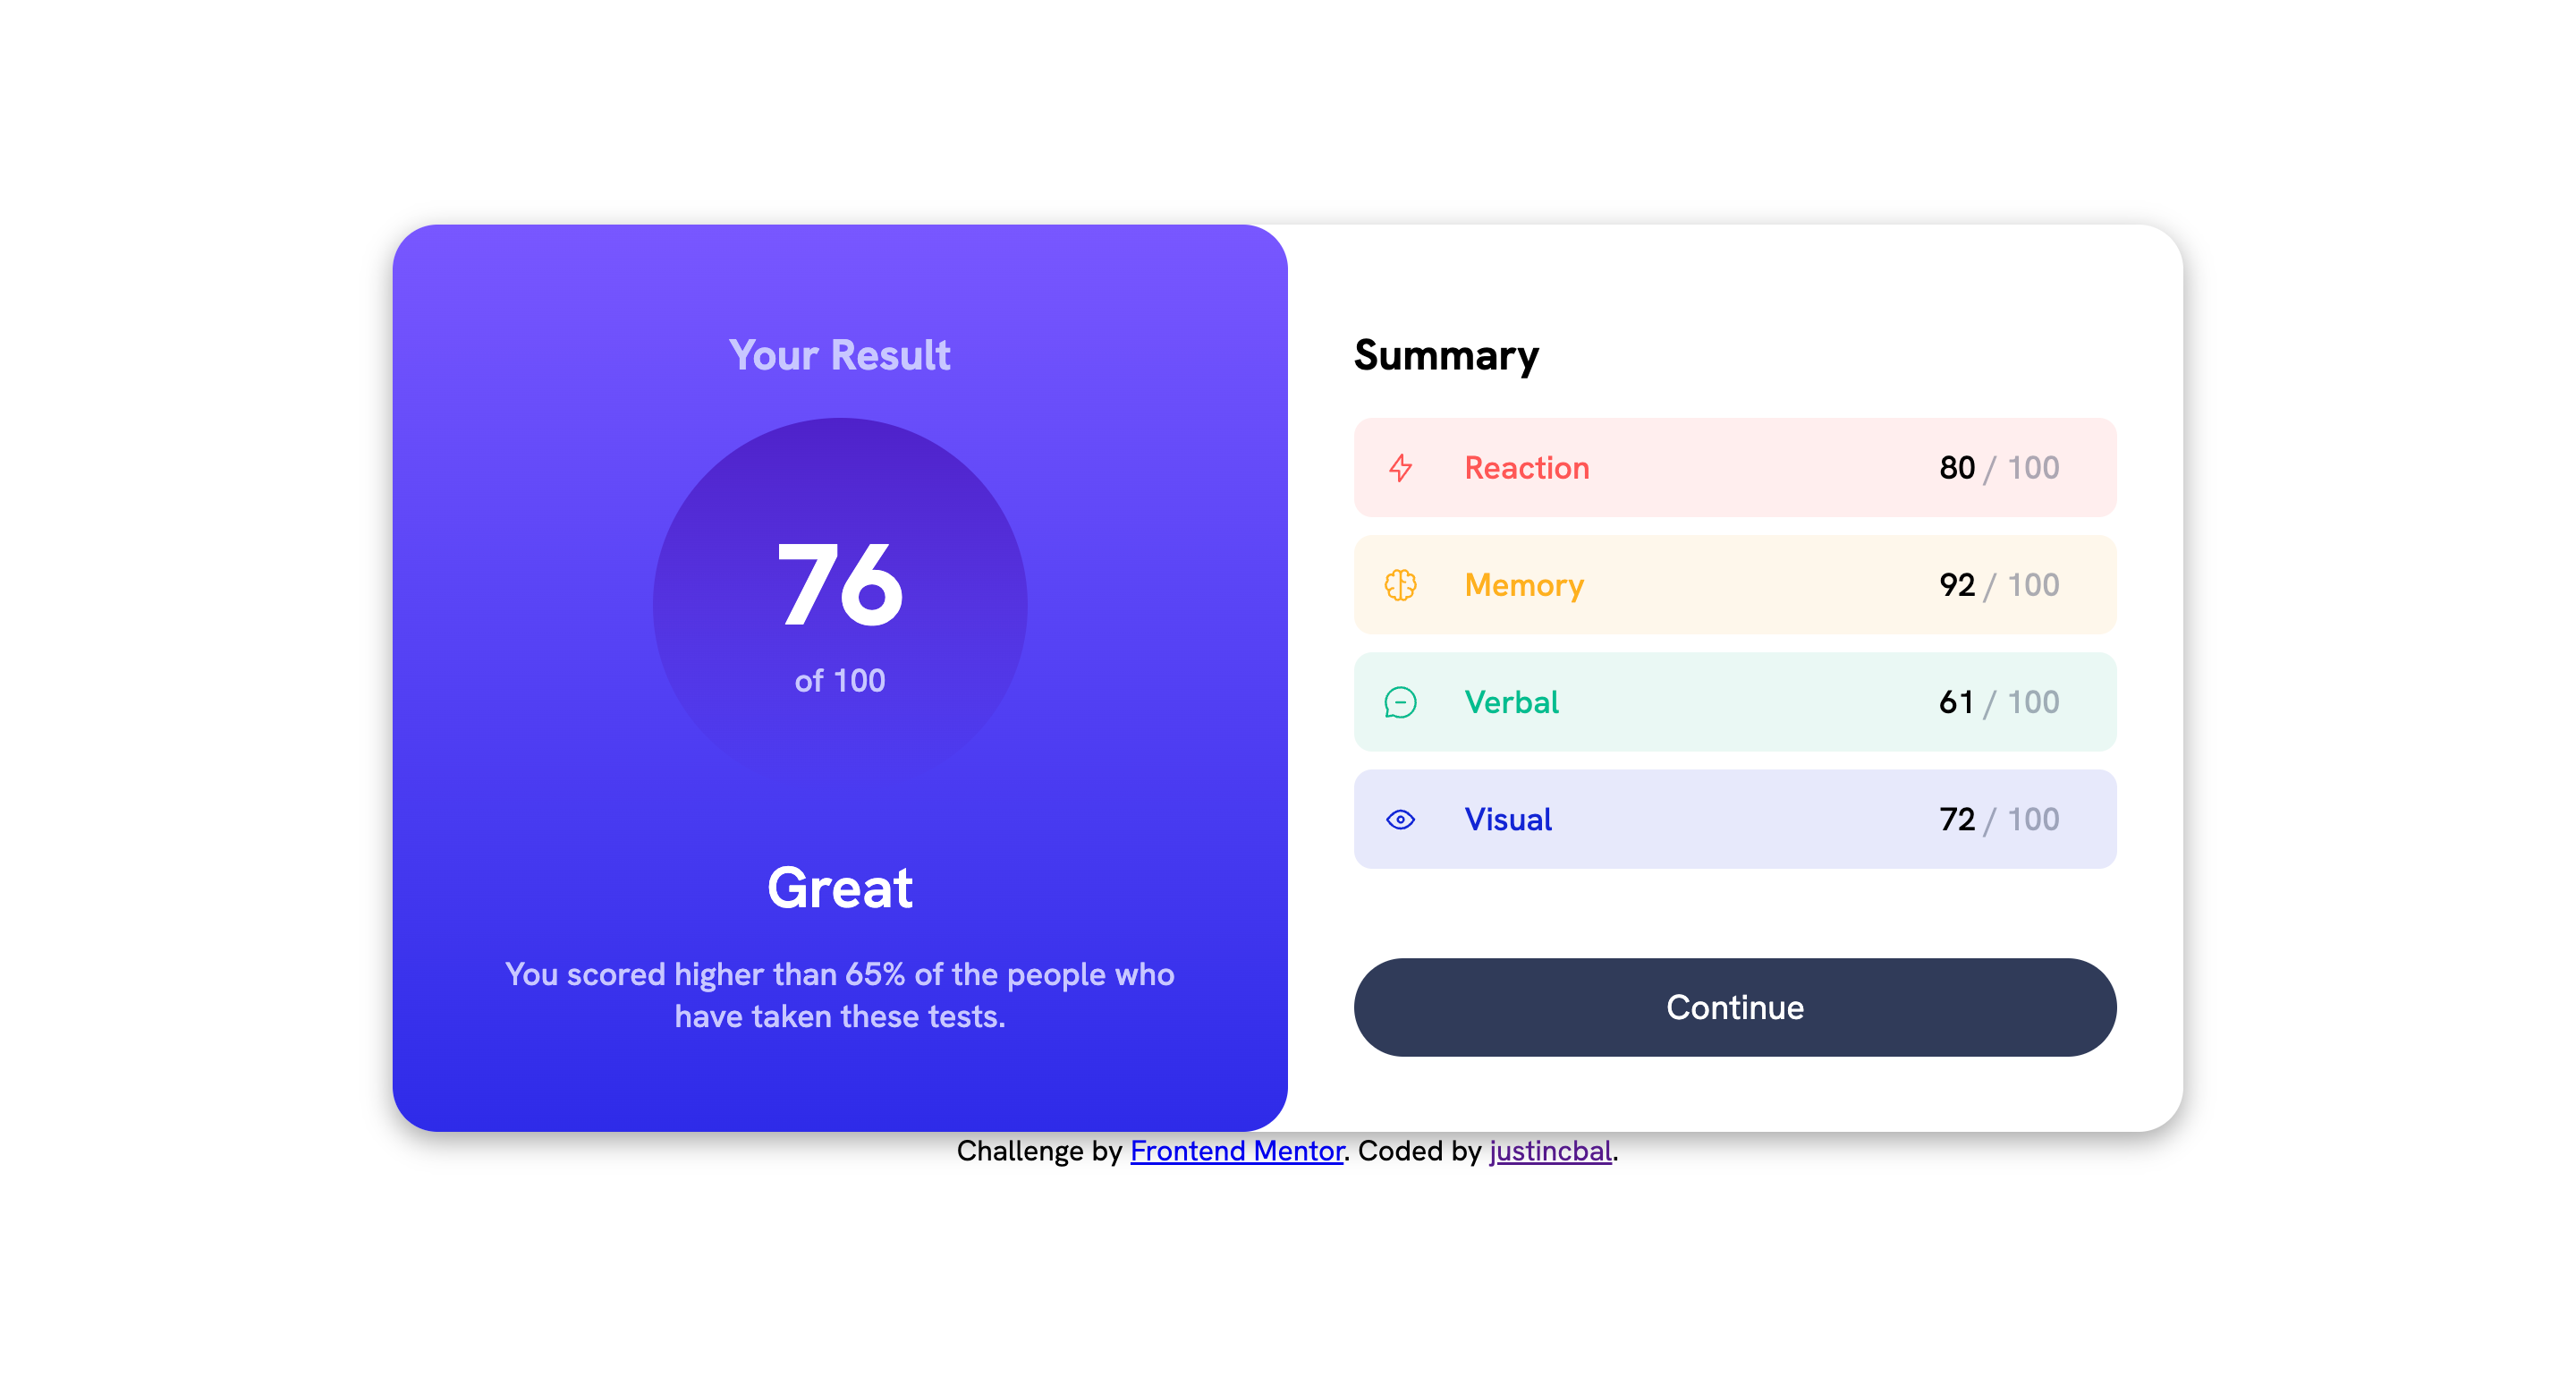 Your Result
76
of 100
Great
You scored higher than 65% of the people who
have taken these tests.
Summary
Reaction 80 / 100
Memory 92 / 100
Verbal 61 / 100
Visual 72 / 100
Continue
Challenge by Frontend Mentor. Coded by justincbal.